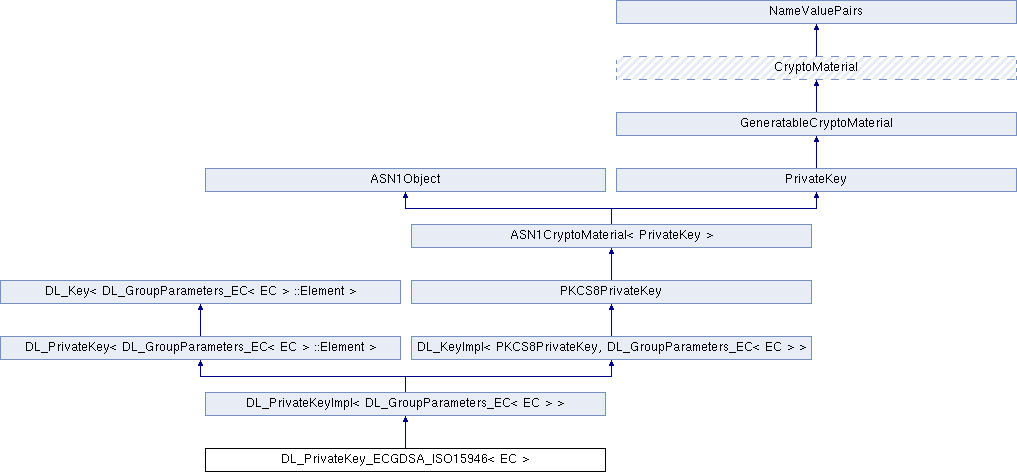 NameValuePairs
CryptoMaterial
GeneratableCryptoMaterial
ASN1Object
PrivateKey
ASN1CryptoMaterial< PrivateKey >
DL_Key< DL_GroupParameters_EC< EC > ::Element >
PKCS8PrivateKey
DL_PrivateKey< DL_GroupParameters_EC< EC > ::Element >
DL_KeyImpl< PKCS8PrivateKey, DL_GroupParameters_EC< EC > >
DL_PrivateKeyImpl< DL_GroupParameters_EC< EC > >
DL_PrivateKey_ECGDSA_ISO15946< EC >